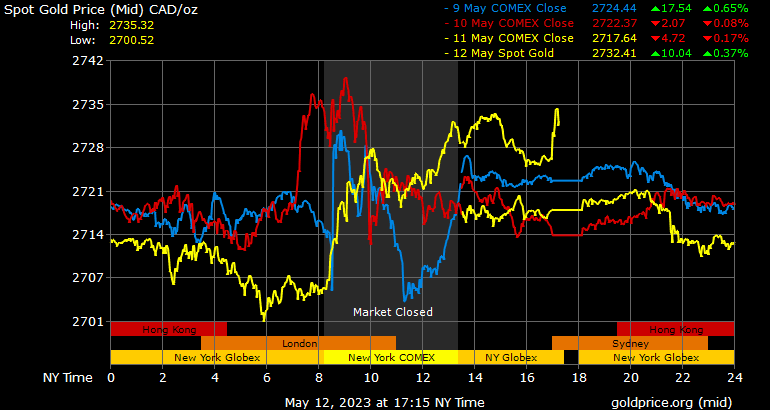 Spot Gold Price (Mid) CAD/oz
High: 2735.32
Low: 2700.52
- 9 May COMEX Close 2724.44 ▲17.54 ▲0.65%
- 10 May COMEX Close 2722.37 ▼2.07 ▼0.08%
- 11 May COMEX Close 2717.64 ▼4.72 ▼0.17%
- 12 May Spot Gold 2732.41 ▲10.04 ▲0.37%
2742
2735
2728
2721
2714
2707
2701
Market Closed
Hong Kong Hong Kong
London Sydney
New York Globex New York COMEX NY Globex New York Globex
NY Time 0 2 4 6 8 10 12 14 16 18 20 22 24
May 12, 2023 at 17:15 NY Time goldprice.org (mid)